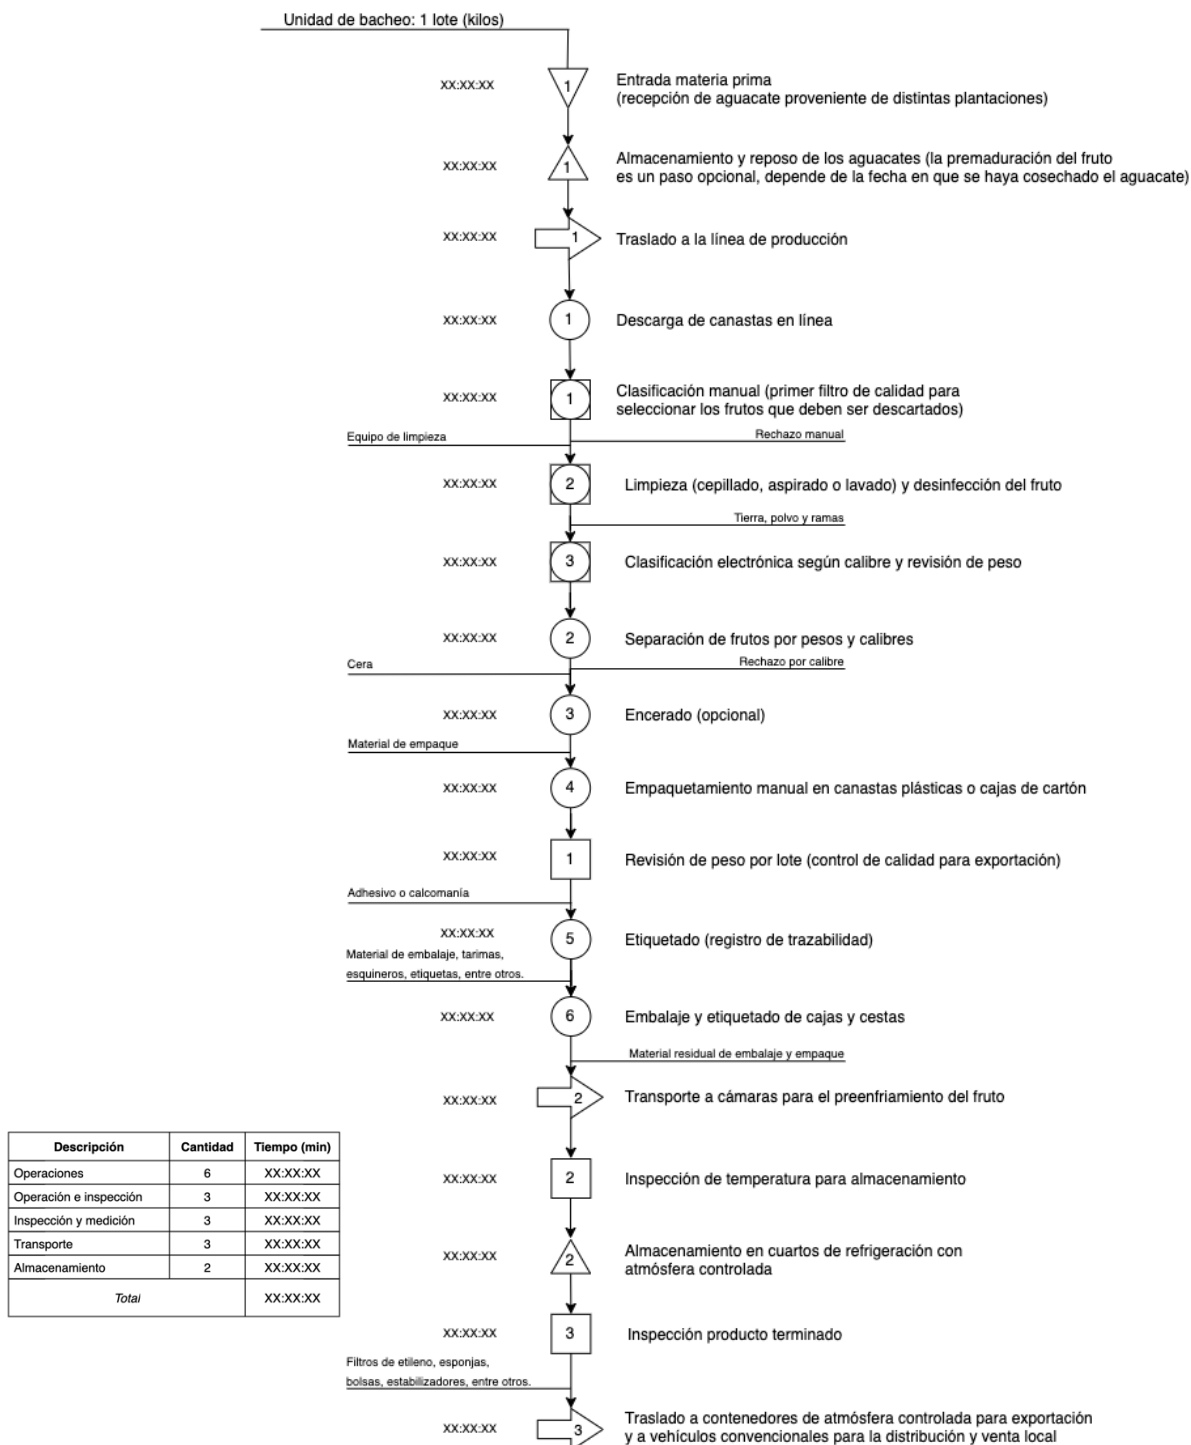 Unidad de bacheo: 1 lote (kilos)
XX:XX:XX
1
Entrada materia prima
(recepción de aguacate proveniente de distintas plantaciones)
XX:XX:XX
1
Almacenamiento y reposo de los aguacates (la premaduración del fruto
es un paso opcional, depende de la fecha en que se haya cosechado el aguacate)
XX:XX:XX
1
Traslado a la línea de producción
XX:XX:XX
1
Descarga de canastas en línea
XX:XX:XX
1
Clasificación manual (primer filtro de calidad para
seleccionar los frutos que deben ser descartados)
Equipo de limpieza
Rechazo manual
XX:XX:XX
2
Limpieza (cepillado, aspirado o lavado) y desinfección del fruto
Tierra, polvo y ramas
XX:XX:XX
3
Clasificación electrónica según calibre y revisión de peso
XX:XX:XX
2
Separación de frutos por pesos y calibres
Cera
Rechazo por calibre
XX:XX:XX
3
Encerado (opcional)
Material de empaque
XX:XX:XX
4
Empaquetamiento manual en canastas plásticas o cajas de cartón
XX:XX:XX
1
Revisión de peso por lote (control de calidad para exportación)
Adhesivo o calcomanía
XX:XX:XX
5
Etiquetado (registro de trazabilidad)
Material de embalaje, tarimas,
esquineros, etiquetas, entre otros.
XX:XX:XX
6
Embalaje y etiquetado de cajas y cestas
Material residual de embalaje y empaque
XX:XX:XX
2
Transporte a cámaras para el preenfriamiento del fruto
XX:XX:XX
2
Inspección de temperatura para almacenamiento
XX:XX:XX
2
Almacenamiento en cuartos de refrigeración con
atmósfera controlada
XX:XX:XX
3
Inspección producto terminado
Filtros de etileno, esponjas,
bolsas, estabilizadores, entre otros.
XX:XX:XX
3
Traslado a contenedores de atmósfera controlada para exportación
y a vehículos convencionales para la distribución y venta local
Descripción Cantidad Tiempo (min)
Operaciones 6 XX:XX:XX
Operación e inspección 3 XX:XX:XX
Inspección y medición 3 XX:XX:XX
Transporte 3 XX:XX:XX
Almacenamiento 2 XX:XX:XX
Total XX:XX:XX